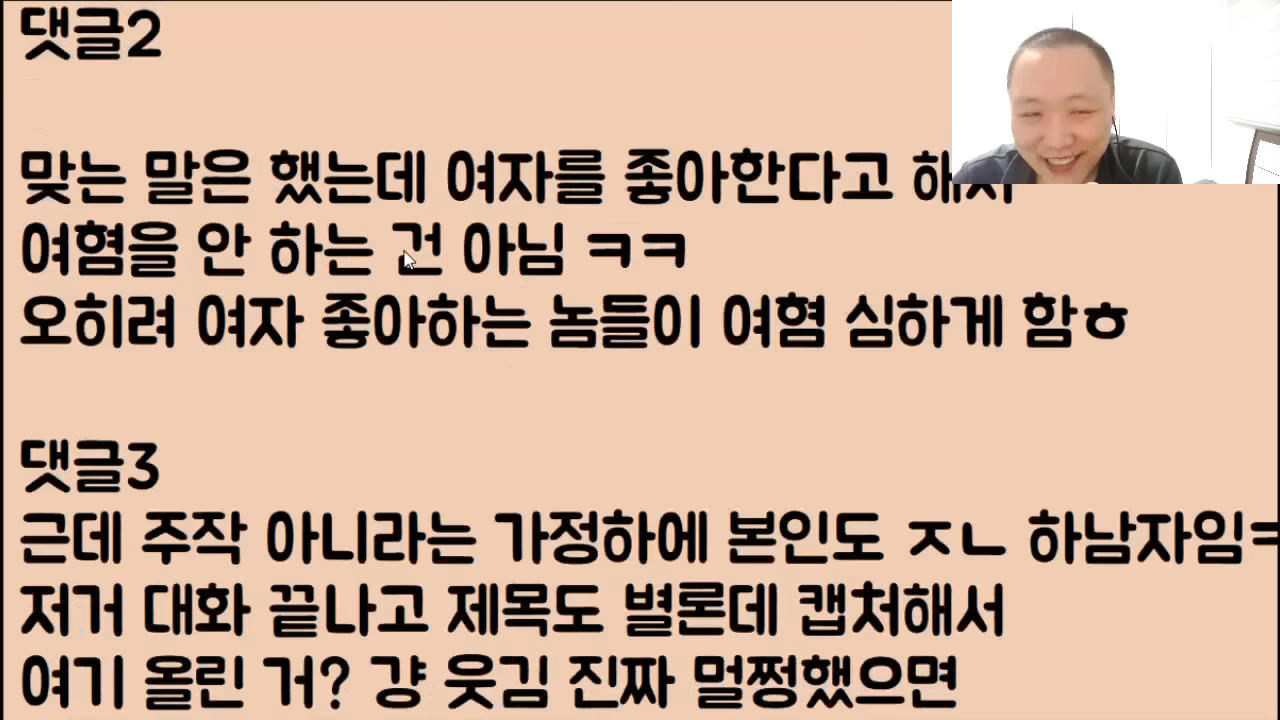 댓글2
맞는 말은 했는데 여자를 좋아한다고 해서
여혐을 안 하는 건 아님 ㅋㅋ
오히려 여자 좋아하는 놈들이 여혐 심하게 함ㅎ
댓글3
근데 주작 아니라는 가정하에 본인도 ㅈㄴ 하남자임ㅋ
저거 대화 끝나고 제목도 별론데 캡처해서
여기 올린 거? 걍 웃김 진짜 멀쩡했으면